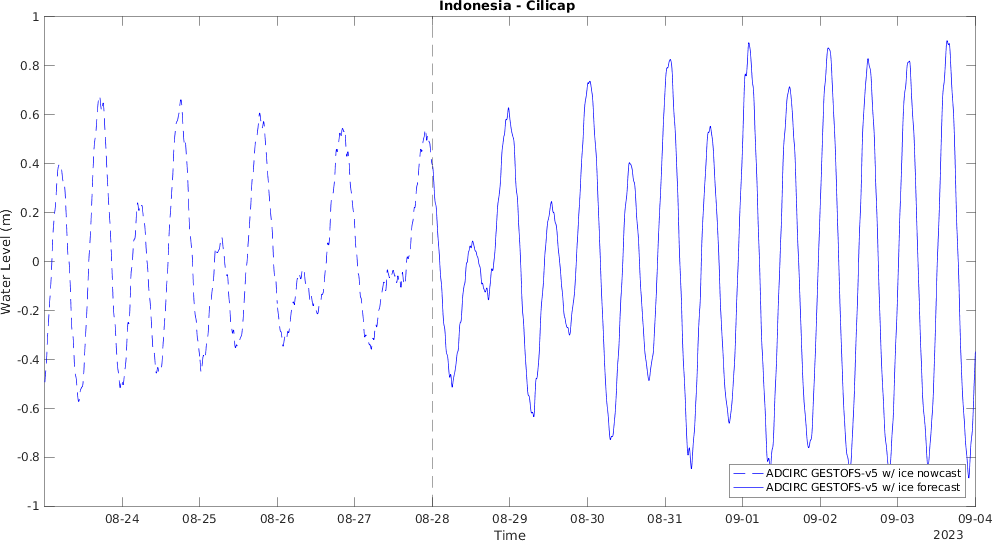 Indonesia - Cilicap
Water Level (m)
1
0.8
0.6
0.4
0.2
0
-0.2
-0.4
-0.6
-0.8
-1
ADCIRC GESTOFS-v5 w/ ice nowcast
ADCIRC GESTOFS-v5 w/ ice forecast
08-24 08-25 08-26 08-27 08-28 08-29 08-30 08-31 09-01 09-02 09-03 09-04
Time
2023